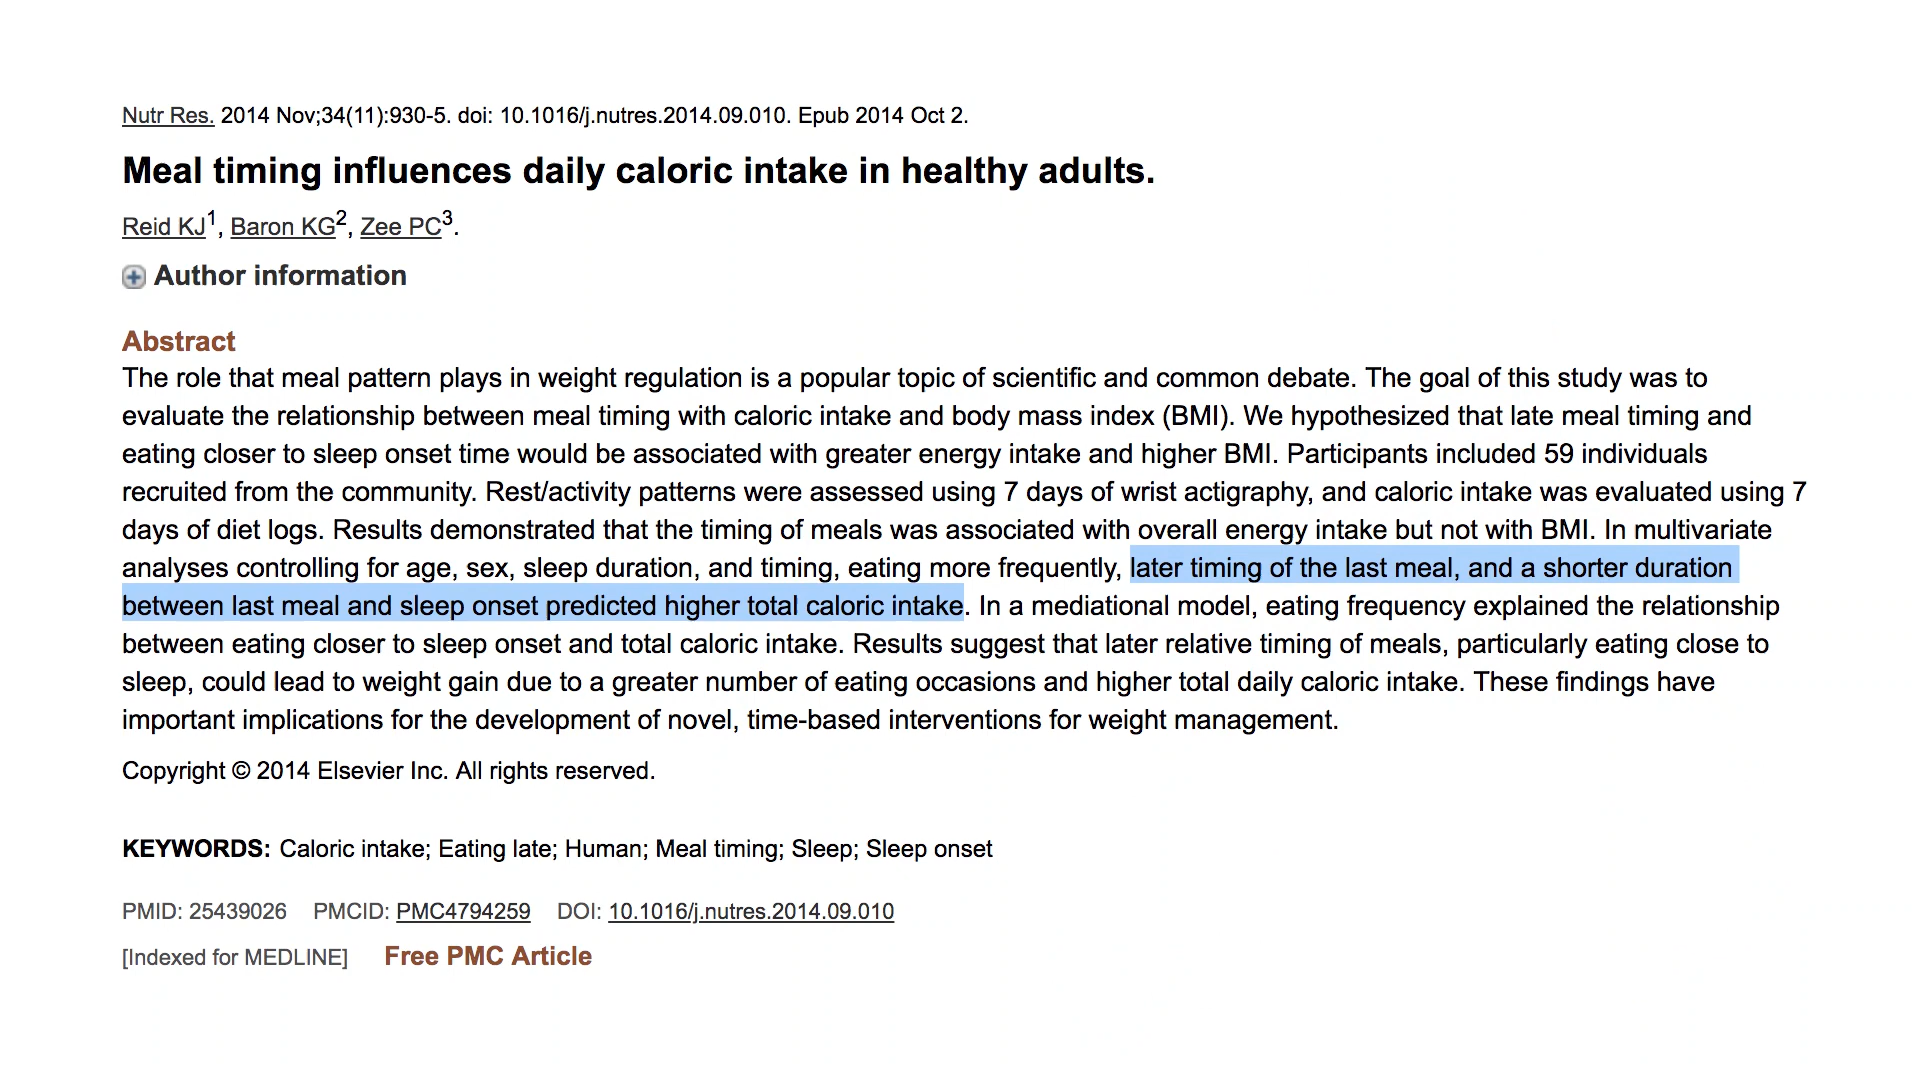 Nutr Res. 2014 Nov;34(11):930-5. doi: 10.1016/j.nutres.2014.09.010. Epub 2014 Oct 2.
Meal timing influences daily caloric intake in healthy adults.
Reid KJ1, Baron KG2, Zee PC3.
Author information
Abstract
The role that meal pattern plays in weight regulation is a popular topic of scientific and common debate. The goal of this study was to
evaluate the relationship between meal timing with caloric intake and body mass index (BMI). We hypothesized that late meal timing and
eating closer to sleep onset time would be associated with greater energy intake and higher BMI. Participants included 59 individuals
recruited from the community. Rest/activity patterns were assessed using 7 days of wrist actigraphy, and caloric intake was evaluated using 7
days of diet logs. Results demonstrated that the timing of meals was associated with overall energy intake but not with BMI. In multivariate
analyses controlling for age, sex, sleep duration, and timing, eating more frequently, later timing of the last meal, and a shorter duration
between last meal and sleep onset predicted higher total caloric intake. In a mediational model, eating frequency explained the relationship
between eating closer to sleep onset and total caloric intake. Results suggest that later relative timing of meals, particularly eating close to
sleep, could lead to weight gain due to a greater number of eating occasions and higher total daily caloric intake. These findings have
important implications for the development of novel, time-based interventions for weight management.
Copyright © 2014 Elsevier Inc. All rights reserved.
KEYWORDS: Caloric intake; Eating late; Human; Meal timing; Sleep; Sleep onset
PMID: 25439026 PMCID: PMC4794259 DOI: 10.1016/j.nutres.2014.09.010
[Indexed for MEDLINE] Free PMC Article